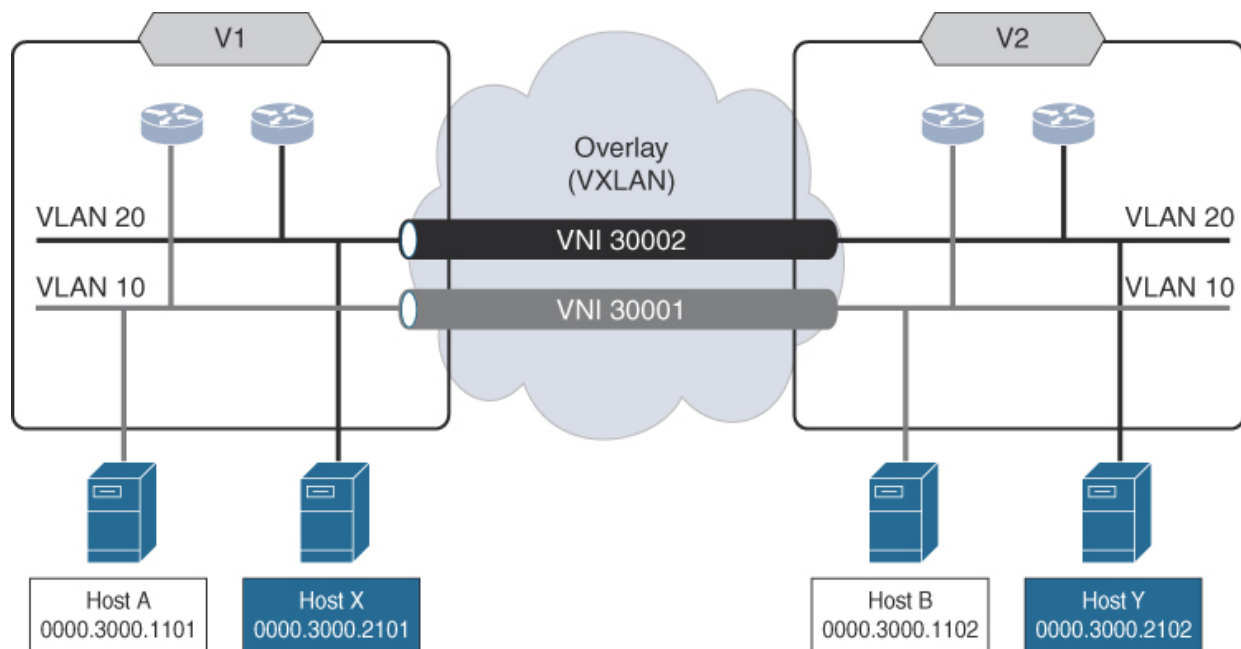 V1
V2
Overlay
(VXLAN)
VLAN 20
VNI 30002
VLAN 20
VLAN 10
VNI 30001
VLAN 10
Host A
0000.3000.1101
Host X
0000.3000.2101
Host B
0000.3000.1102
Host Y
0000.3000.2102